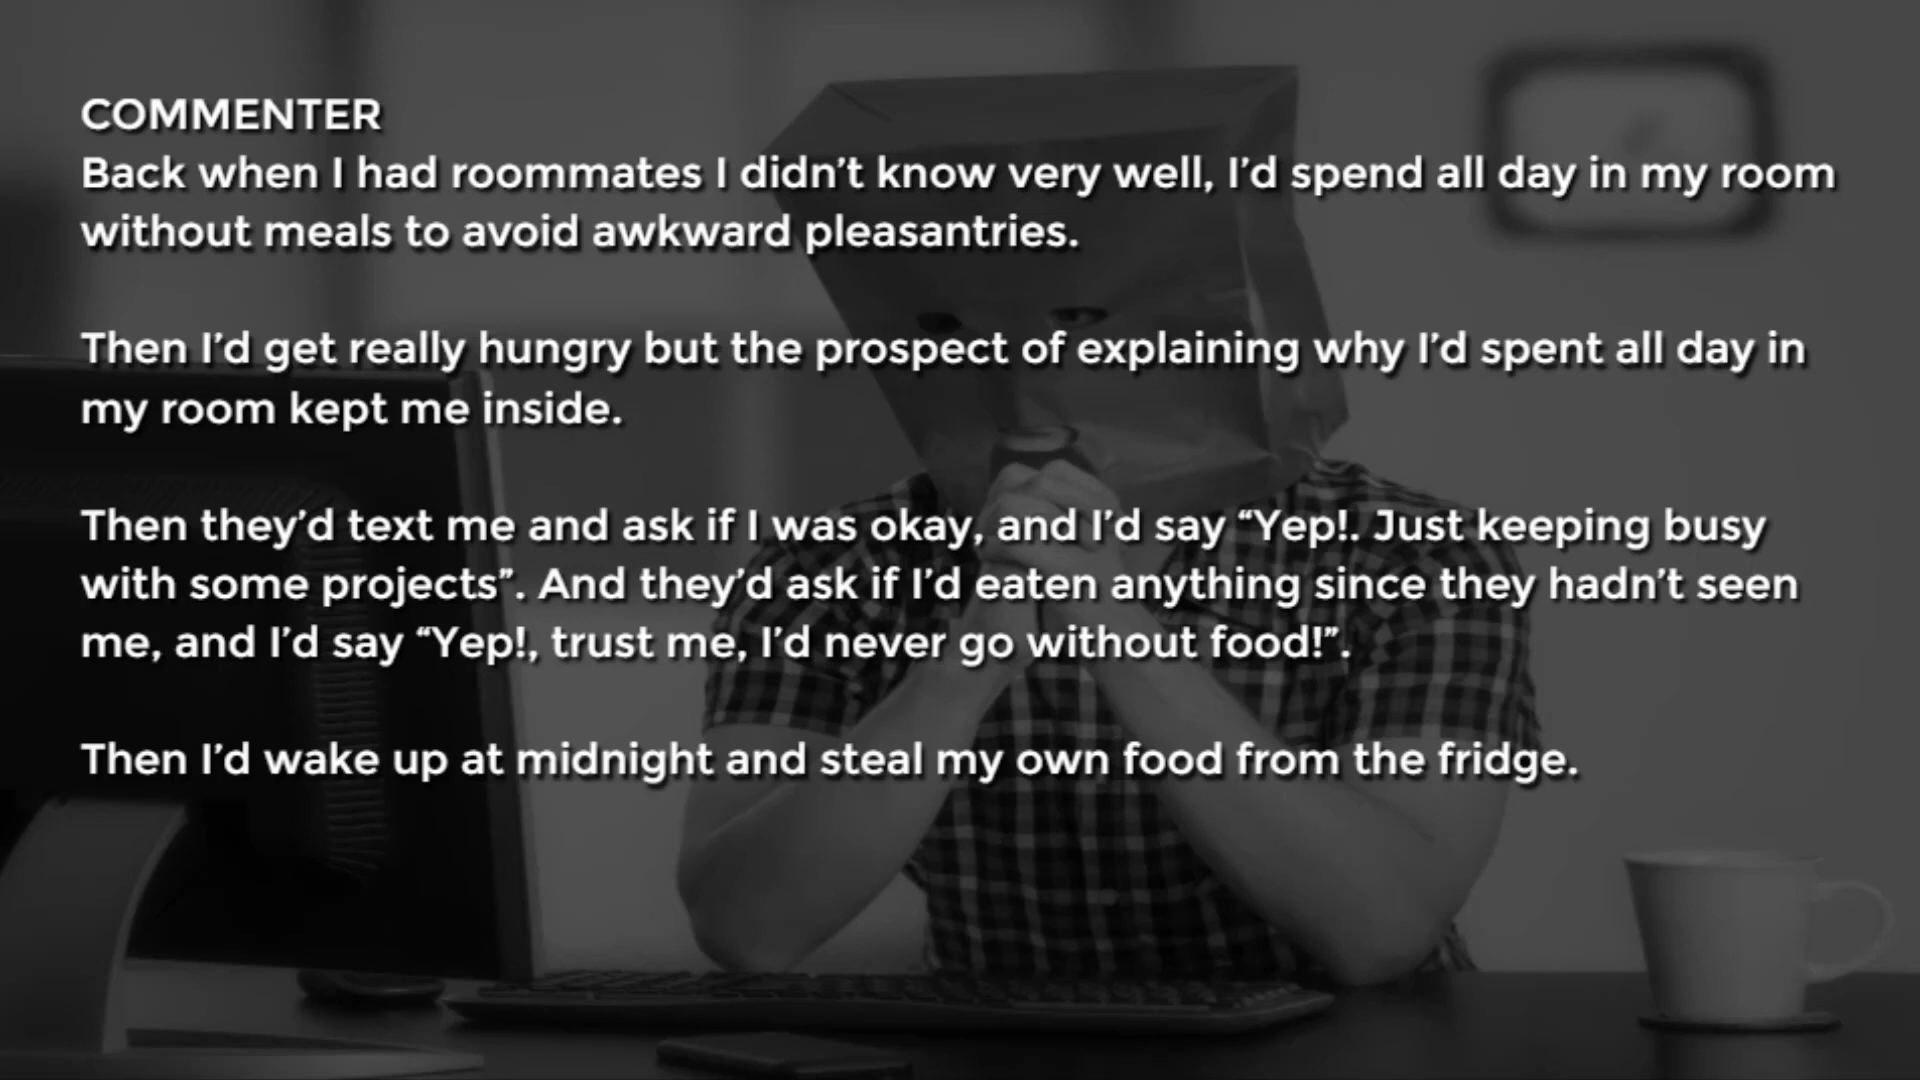 COMMENTER
Back when I had roommates I didn’t know very well, I’d spend all day in my room
without meals to avoid awkward pleasantries.
Then I’d get really hungry but the prospect of explaining why I’d spent all day in
my room kept me inside.
Then they’d text me and ask if I was okay, and I’d say “Yep!. Just keeping busy
with some projects”. And they’d ask if I’d eaten anything since they hadn’t seen
me, and I’d say “Yep!, trust me, I’d never go without food!”.
Then I’d wake up at midnight and steal my own food from the fridge.